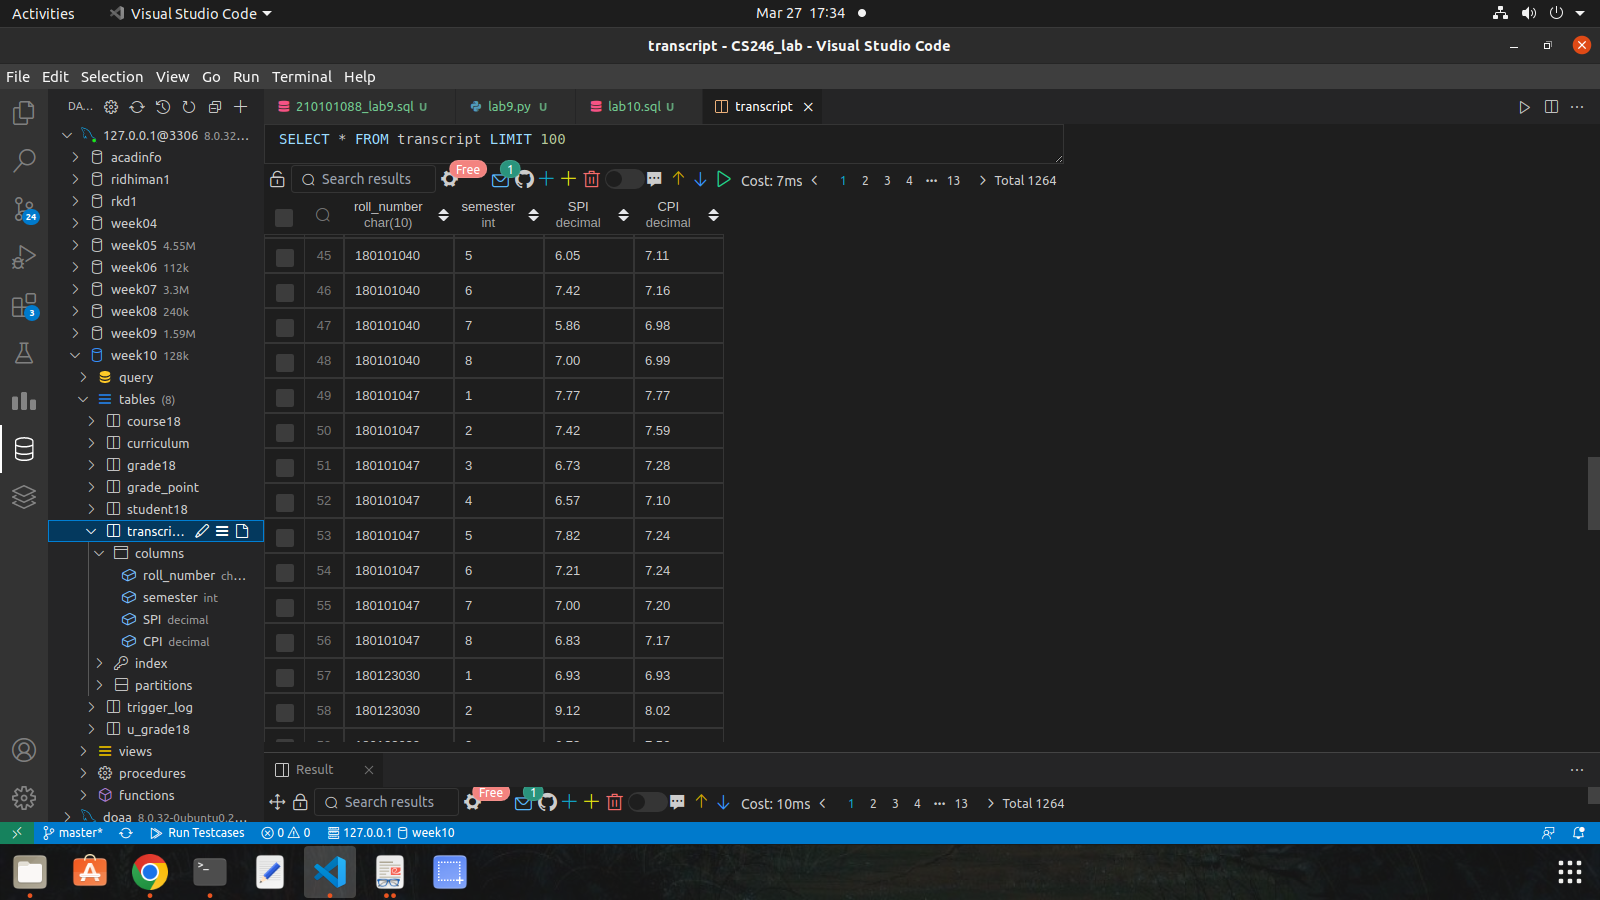 Activities
Visual Studio Code
Mar 27 17:34
transcript - CS246_lab - Visual Studio Code
File Edit Selection View Go Run Terminal Help
DA...
210101088_lab9.sql U
lab9.py U
lab10.sql U
transcript
127.0.0.1@3306 8.0.32...
acadinfo
ridhiman1
rkd1
week04
week05 4.55M
week06 112k
week07 3.3M
week08 240k
week09 1.59M
week10 128k
query
tables (8)
course18
curriculum
grade18
grade_point
student18
transcri...
columns
roll_number ch...
semester int
SPI decimal
CPI decimal
index
partitions
trigger_log
u_grade18
views
procedures
functions
doaa 8.0.32-0ubuntu0.2...
24
3
SELECT * FROM transcript LIMIT 100
Search results
Free
1
Cost: 7ms
1 2 3 4 ··· 13
Total 1264
roll_number char(10)
semester int
SPI decimal
CPI decimal
45 180101040 5 6.05 7.11
46 180101040 6 7.42 7.16
47 180101040 7 5.86 6.98
48 180101040 8 7.00 6.99
49 180101047 1 7.77 7.77
50 180101047 2 7.42 7.59
51 180101047 3 6.73 7.28
52 180101047 4 6.57 7.10
53 180101047 5 7.82 7.24
54 180101047 6 7.21 7.24
55 180101047 7 7.00 7.20
56 180101047 8 6.83 7.17
57 180123030 1 6.93 6.93
58 180123030 2 9.12 8.02
Result
Search results
Free
1
Cost: 10ms
1 2 3 4 ··· 13
Total 1264
master*
Run Testcases
0 0
127.0.0.1
week10